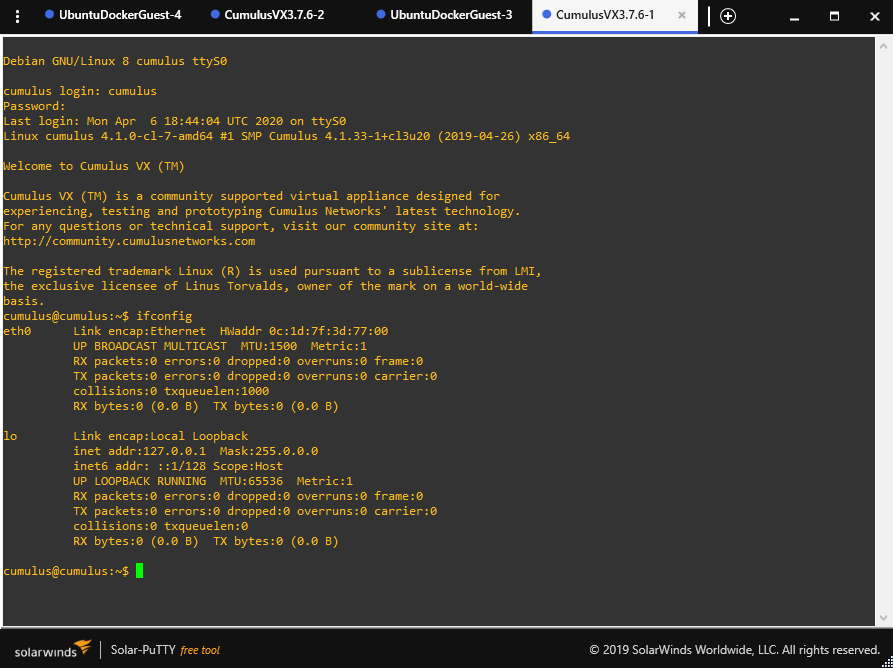 UbuntuDockerGuest-4 CumulusVX3.7.6-2 UbuntuDockerGuest-3 CumulusVX3.7.6-1
Debian GNU/Linux 8 cumulus ttyS0
cumulus login: cumulus
Password:
Last login: Mon Apr  6 18:44:04 UTC 2020 on ttyS0
Linux cumulus 4.1.0-cl-7-amd64 #1 SMP Cumulus 4.1.33-1+cl3u20 (2019-04-26) x86_64
Welcome to Cumulus VX (TM)
Cumulus VX (TM) is a community supported virtual appliance designed for
experiencing, testing and prototyping Cumulus Networks' latest technology.
For any questions or technical support, visit our community site at:
http://community.cumulusnetworks.com
The registered trademark Linux (R) is used pursuant to a sublicense from LMI,
the exclusive licensee of Linus Torvalds, owner of the mark on a world-wide
basis.
cumulus@cumulus:~$ ifconfig
eth0      Link encap:Ethernet  HWaddr 0c:1d:7f:3d:77:00
          UP BROADCAST MULTICAST  MTU:1500  Metric:1
          RX packets:0 errors:0 dropped:0 overruns:0 frame:0
          TX packets:0 errors:0 dropped:0 overruns:0 carrier:0
          collisions:0 txqueuelen:1000
          RX bytes:0 (0.0 B)  TX bytes:0 (0.0 B)
lo        Link encap:Local Loopback
          inet addr:127.0.0.1  Mask:255.0.0.0
          inet6 addr: ::1/128 Scope:Host
          UP LOOPBACK RUNNING  MTU:65536  Metric:1
          RX packets:0 errors:0 dropped:0 overruns:0 frame:0
          TX packets:0 errors:0 dropped:0 overruns:0 carrier:0
          collisions:0 txqueuelen:0
          RX bytes:0 (0.0 B)  TX bytes:0 (0.0 B)
cumulus@cumulus:~$
solarwinds Solar-PuTTY free tool © 2019 SolarWinds Worldwide, LLC. All rights reserved.